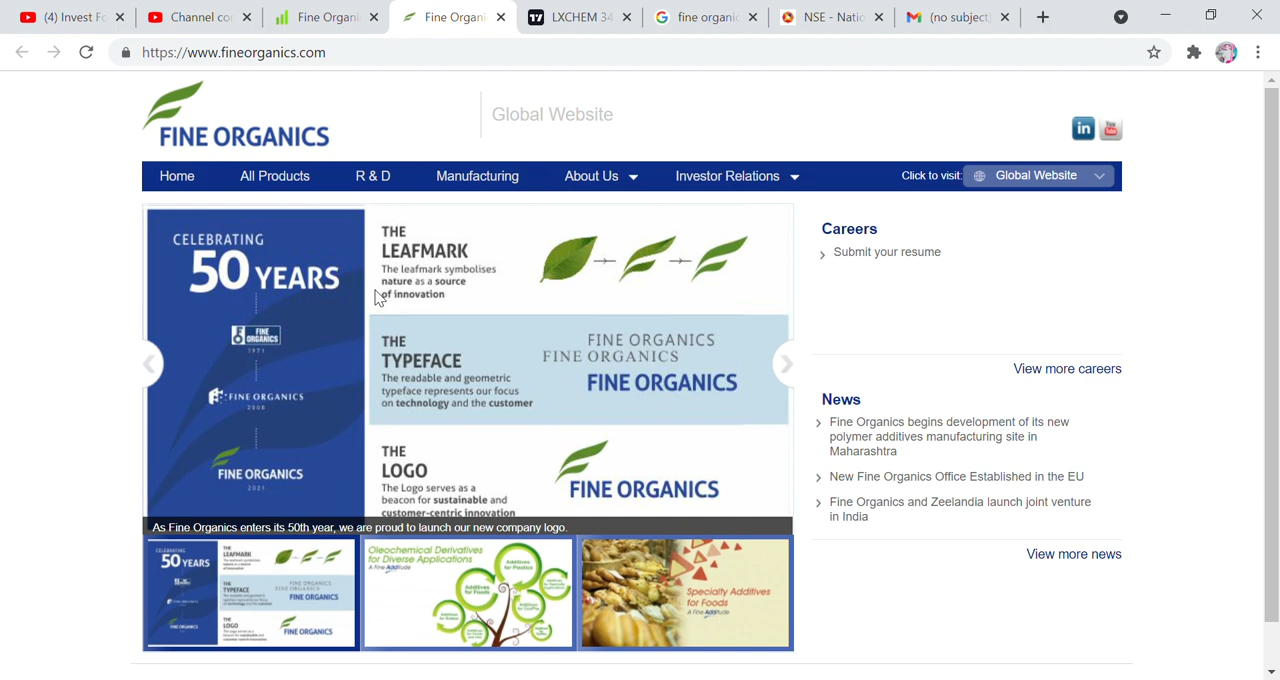 (4) Invest Fo
Channel co
Fine Organi
Fine Organi
LXCHEM 34
fine organic
NSE - Natio
(no subject
https://www.fineorganics.com
FINE ORGANICS
Global Website
in
You
Tube
Home
All Products
R & D
Manufacturing
About Us
Investor Relations
Click to visit:
Global Website
CELEBRATING
50 YEARS
FINE
ORGANICS
1971
FINE ORGANICS
2008
FINE ORGANICS
2021
THE
LEAFMARK
The leafmark symbolises
nature as a source
of innovation
THE
TYPEFACE
The readable and geometric
typeface represents our focus
on technology and the customer
FINE ORGANICS
FINE ORGANICS
FINE ORGANICS
THE
LOGO
The Logo serves as a
beacon for sustainable and
customer-centric innovation
FINE ORGANICS
As Fine Organics enters its 50th year, we are proud to launch our new company logo.
Careers
Submit your resume
View more careers
News
Fine Organics begins development of its new
polymer additives manufacturing site in
Maharashtra
New Fine Organics Office Established in the EU
Fine Organics and Zeelandia launch joint venture
in India
View more news
CELEBRATING
50 YEARS
THE
LEAFMARK
THE
TYPEFACE
THE
LOGO
FINE ORGANICS
FINE ORGANICS
FINE ORGANICS
Oleochemical Derivatives
for Diverse Applications
A Fine Additude
Additives
for Plastics
Additives
for Foods
Specialty Additives
for Foods
A Fine Additude